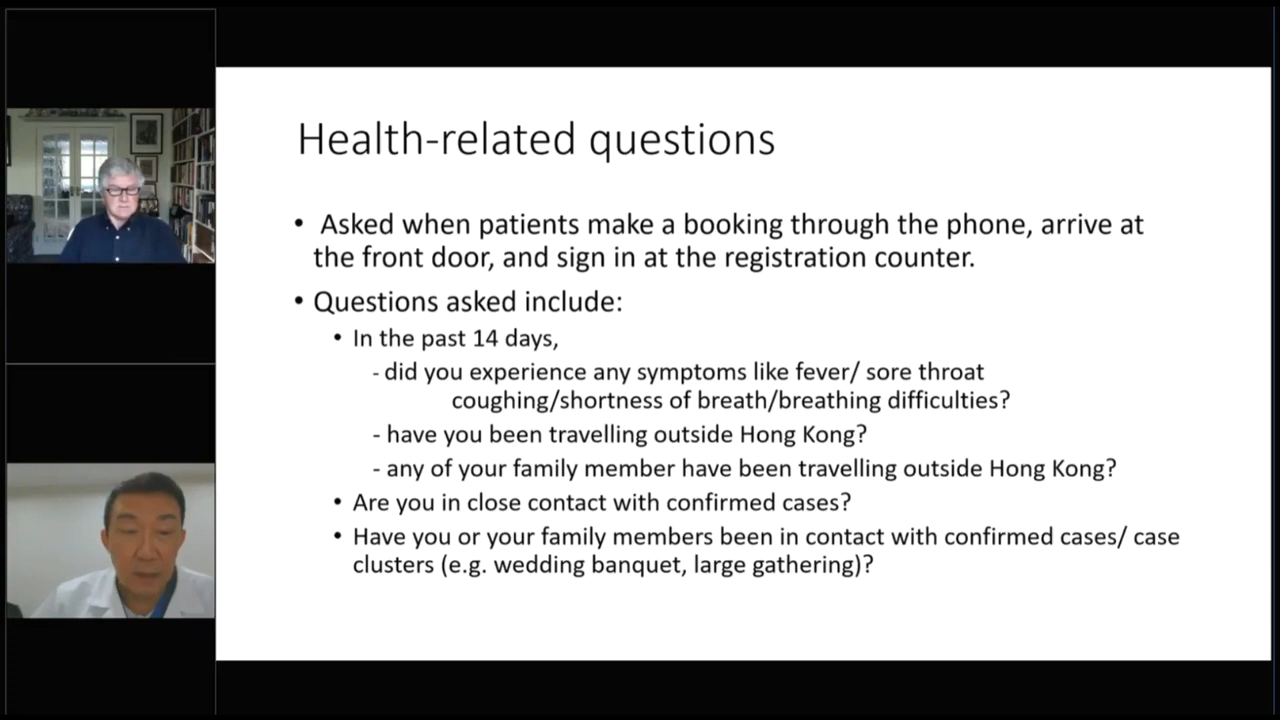 Health-related questions
• Asked when patients make a booking through the phone, arrive at
the front door, and sign in at the registration counter.
• Questions asked include:
• In the past 14 days,
- did you experience any symptoms like fever/ sore throat
coughing/shortness of breath/breathing difficulties?
- have you been travelling outside Hong Kong?
- any of your family member have been travelling outside Hong Kong?
• Are you in close contact with confirmed cases?
• Have you or your family members been in contact with confirmed cases/ case
clusters (e.g. wedding banquet, large gathering)?